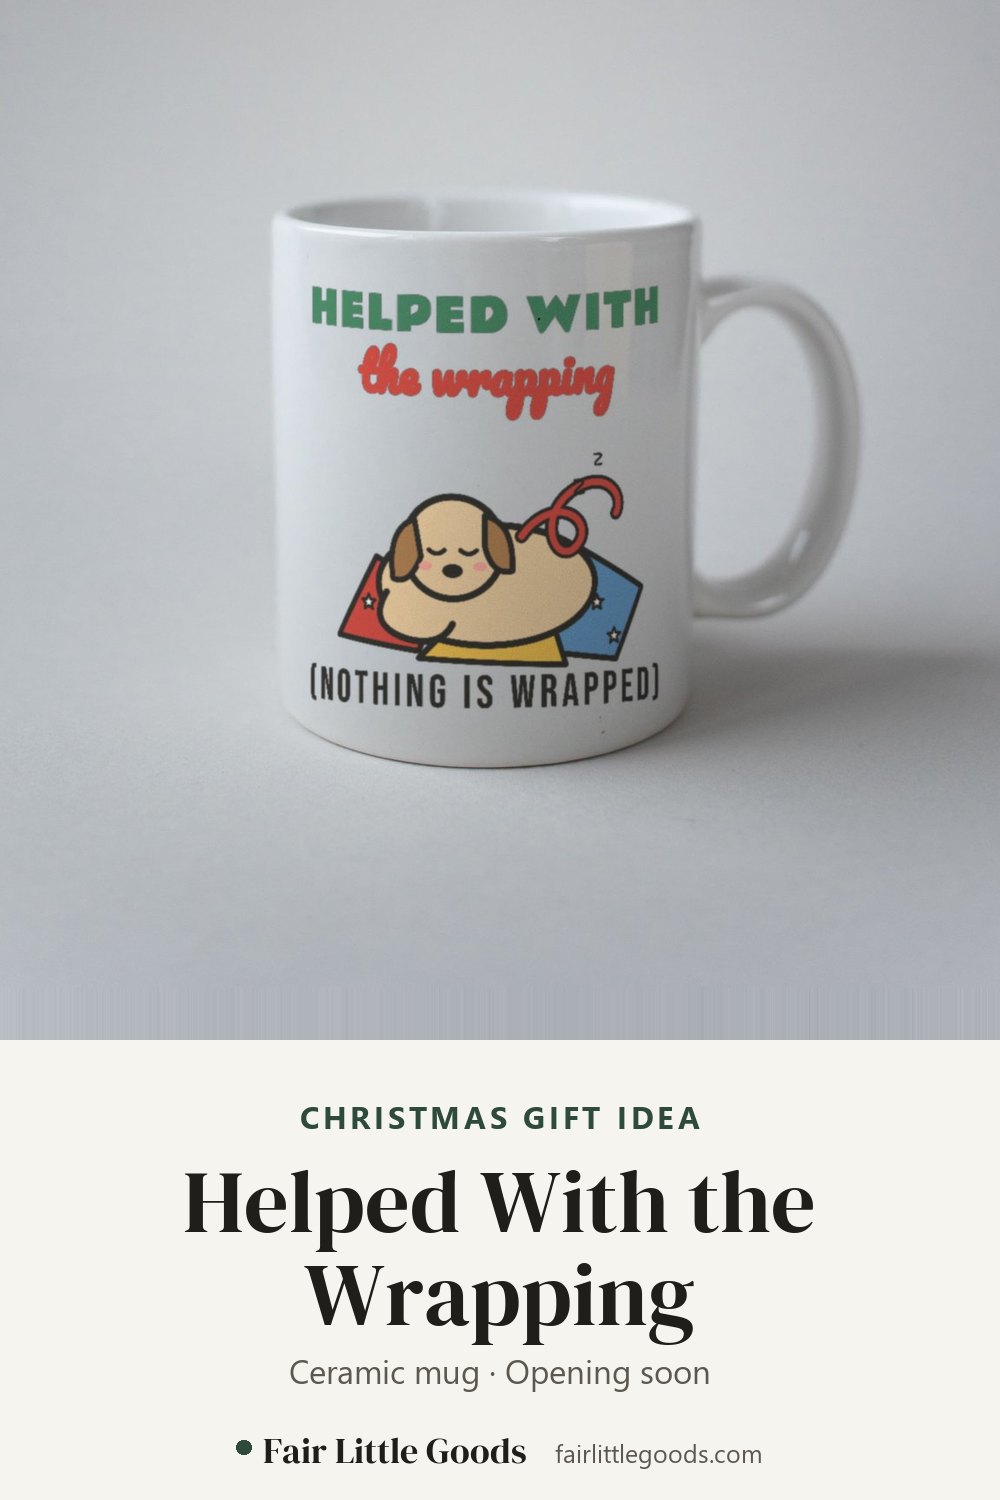 HELPED WITH
the wrapping
z
(NOTHING IS WRAPPED)
CHRISTMAS GIFT IDEA
Helped With the
Wrapping
Ceramic mug · Opening soon
Fair Little Goods fairlittlegoods.com